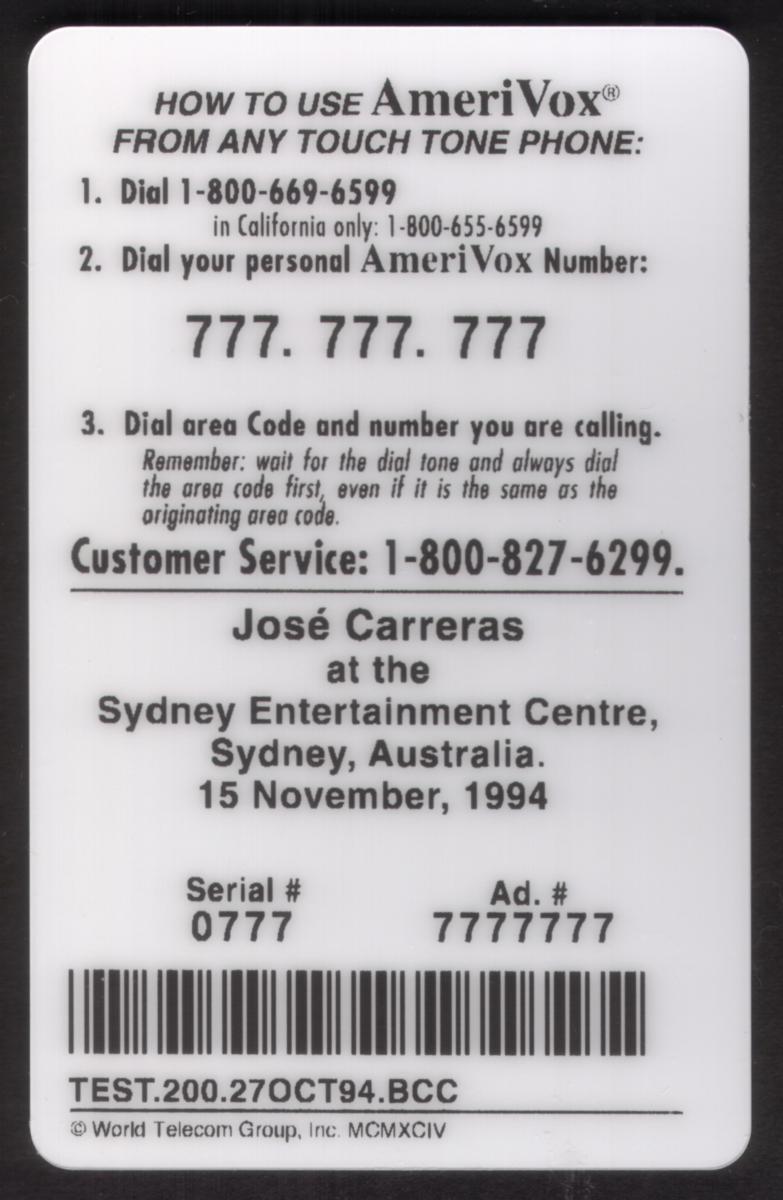 HOW TO USE AmeriVox®
FROM ANY TOUCH TONE PHONE:
1. Dial 1-800-669-6599
in California only: 1-800-655-6599
2. Dial your personal AmeriVox Number:
777. 777. 777
3. Dial area Code and number you are calling.
Remember: wait for the dial tone and always dial
the area code first, even if it is the same as the
originating area code.
Customer Service: 1-800-827-6299.
José Carreras
at the
Sydney Entertainment Centre,
Sydney, Australia.
15 November, 1994
Serial # Ad. #
0777 7777777
TEST.200.27OCT94.BCC
© World Telecom Group, Inc. MCMXCIV